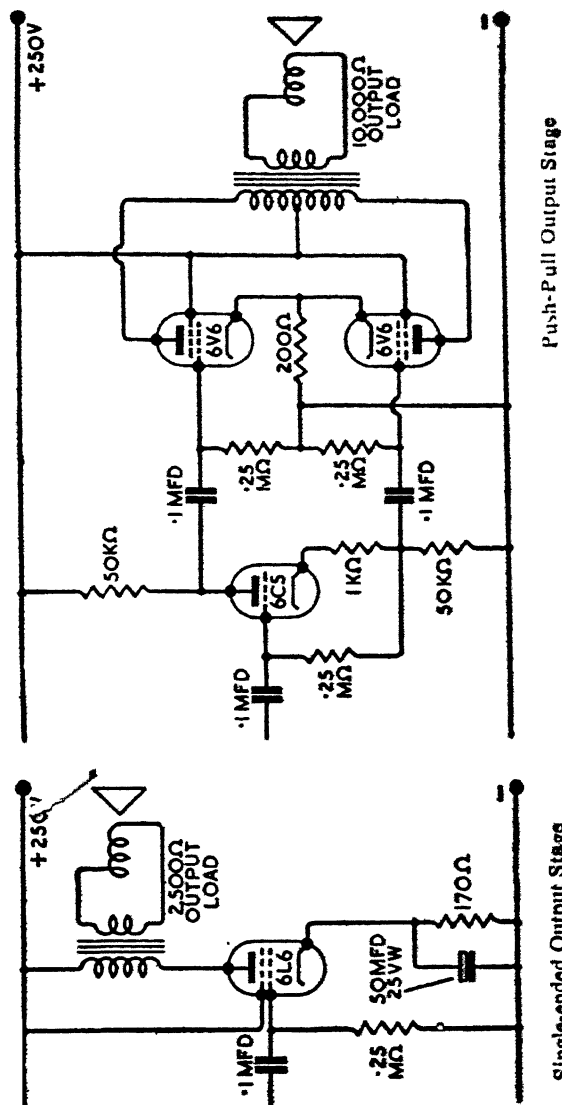 +250V
10,000Ω
OUTPUT
LOAD
6V6
6V6
200Ω
·1 MFD
·25
MΩ
·25
MΩ
·1 MFD
50KΩ
6C5
1KΩ
50KΩ
·1 MFD
·25
MΩ
Push-Pull Output Stage
+250V
2,500Ω
OUTPUT
LOAD
6L6
50MFD
25VW
170Ω
·1 MFD
·25
MΩ
Single-ended Output Stage